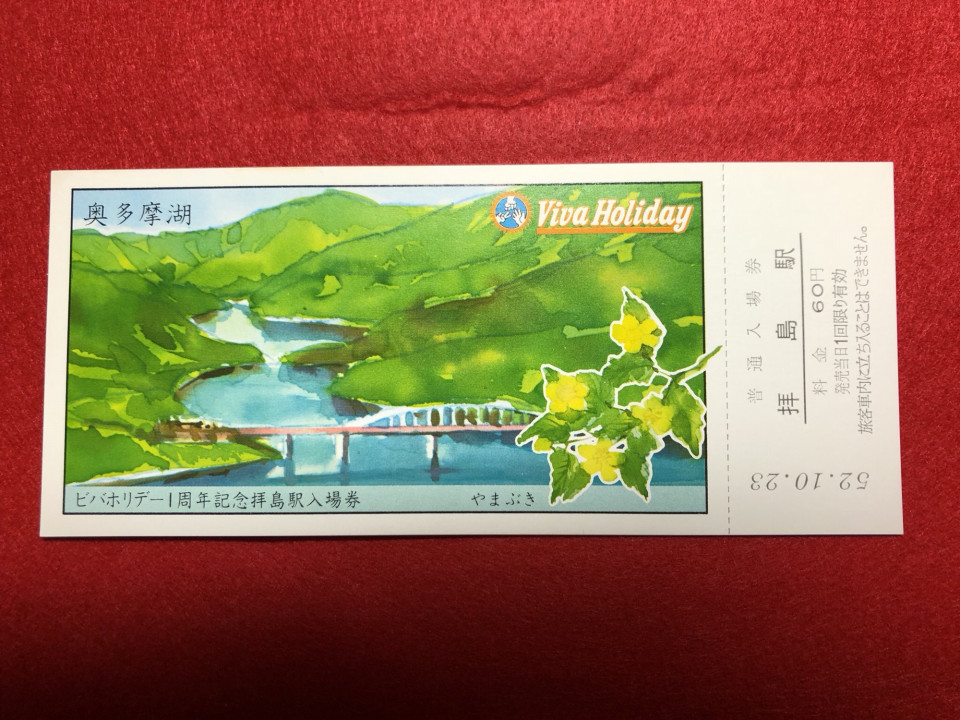 奥多摩湖
Viva Holiday
ビバホリデー1周年記念拝島駅入場券
やまぶき
普通入場券
拝島駅
料金 60円
発売当日1回限り有効
旅客車内に立ち入ることはできません。
52.10.23